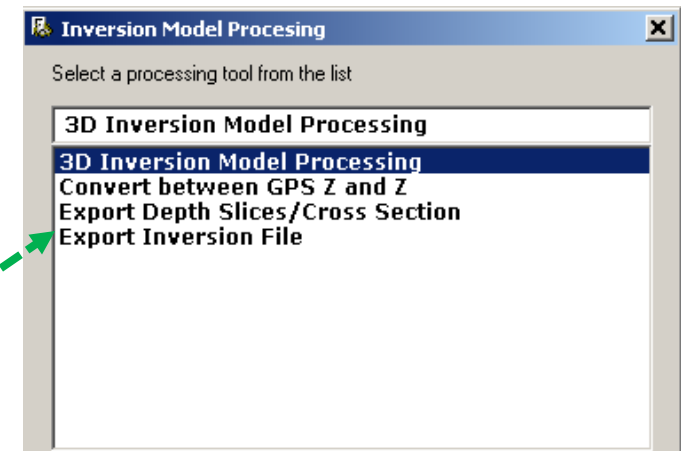 Inversion Model Procesing
Select a processing tool from the list
3D Inversion Model Processing
3D Inversion Model Processing
Convert between GPS Z and Z
Export Depth Slices/Cross Section
Export Inversion File